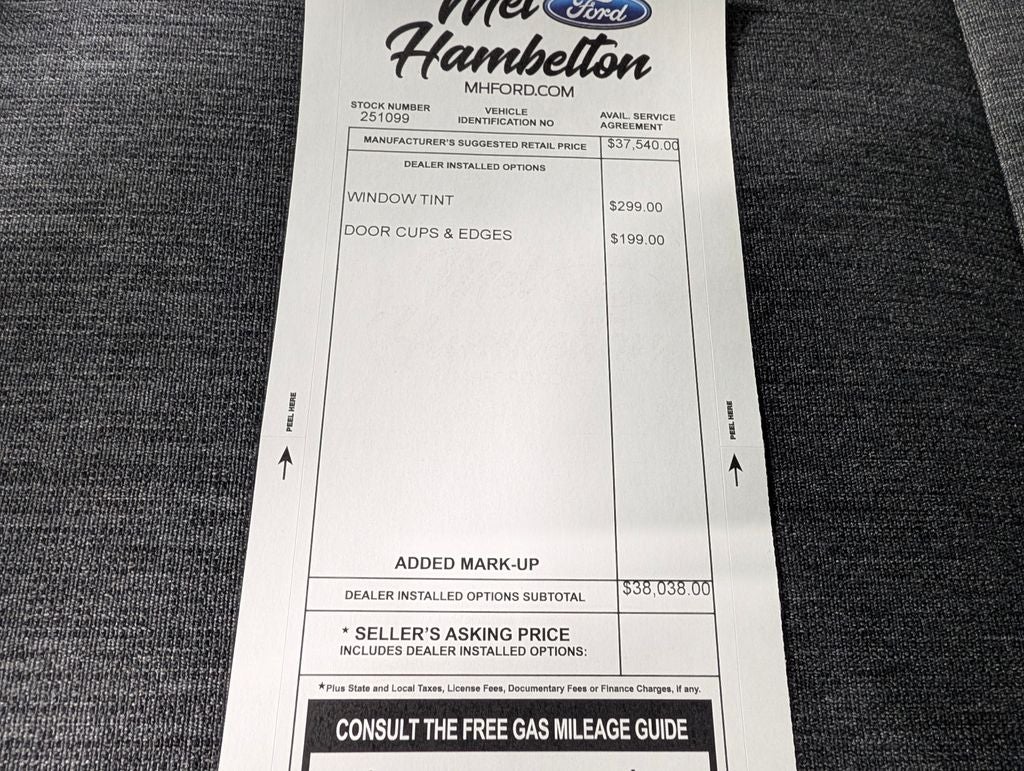 Mel Ford
Hambelton
MHFORD.COM
STOCK NUMBER
251099
VEHICLE
IDENTIFICATION NO
AVAIL. SERVICE
AGREEMENT
MANUFACTURER'S SUGGESTED RETAIL PRICE $37,540.00
DEALER INSTALLED OPTIONS
WINDOW TINT $299.00
DOOR CUPS & EDGES $199.00
PEEL HERE
PEEL HERE
ADDED MARK-UP
DEALER INSTALLED OPTIONS SUBTOTAL $38,038.00
* SELLER'S ASKING PRICE
INCLUDES DEALER INSTALLED OPTIONS:
*Plus State and Local Taxes, License Fees, Documentary Fees or Finance Charges, if any.
CONSULT THE FREE GAS MILEAGE GUIDE